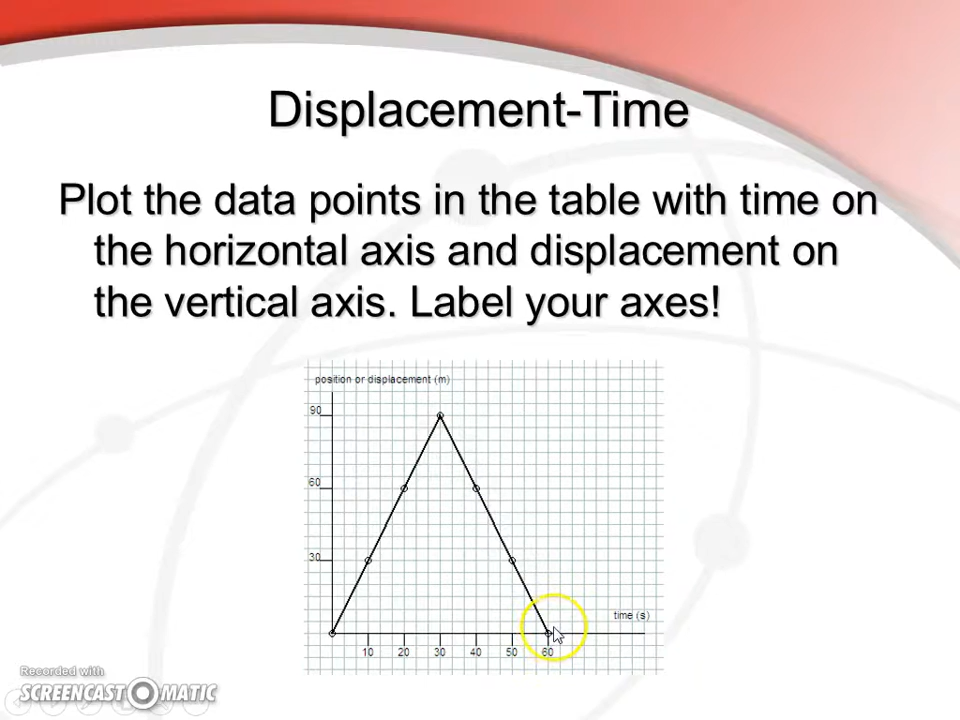 Displacement-Time
Plot the data points in the table with time on
the horizontal axis and displacement on
the vertical axis. Label your axes!
position or displacement (m)
90
60
30
time (s)
10 20 30 40 50 60
Recorded with
SCREENCAST MATIC